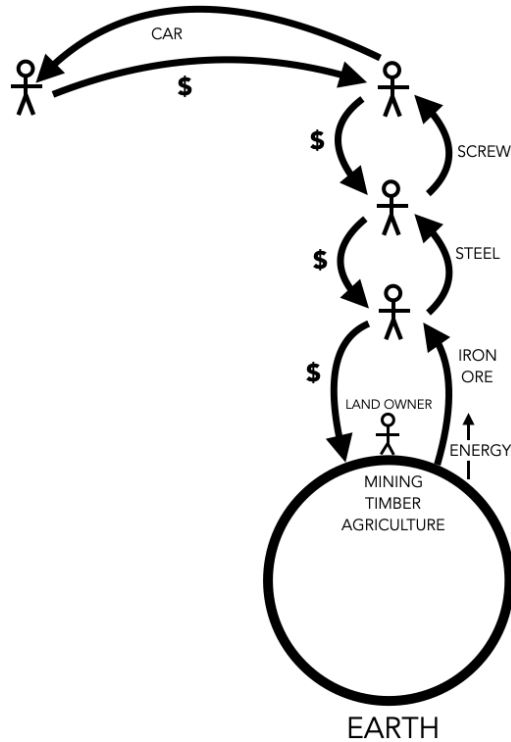 CAR
$
$
SCREW
$
STEEL
$
IRON
ORE
LAND OWNER
ENERGY
MINING
TIMBER
AGRICULTURE
EARTH